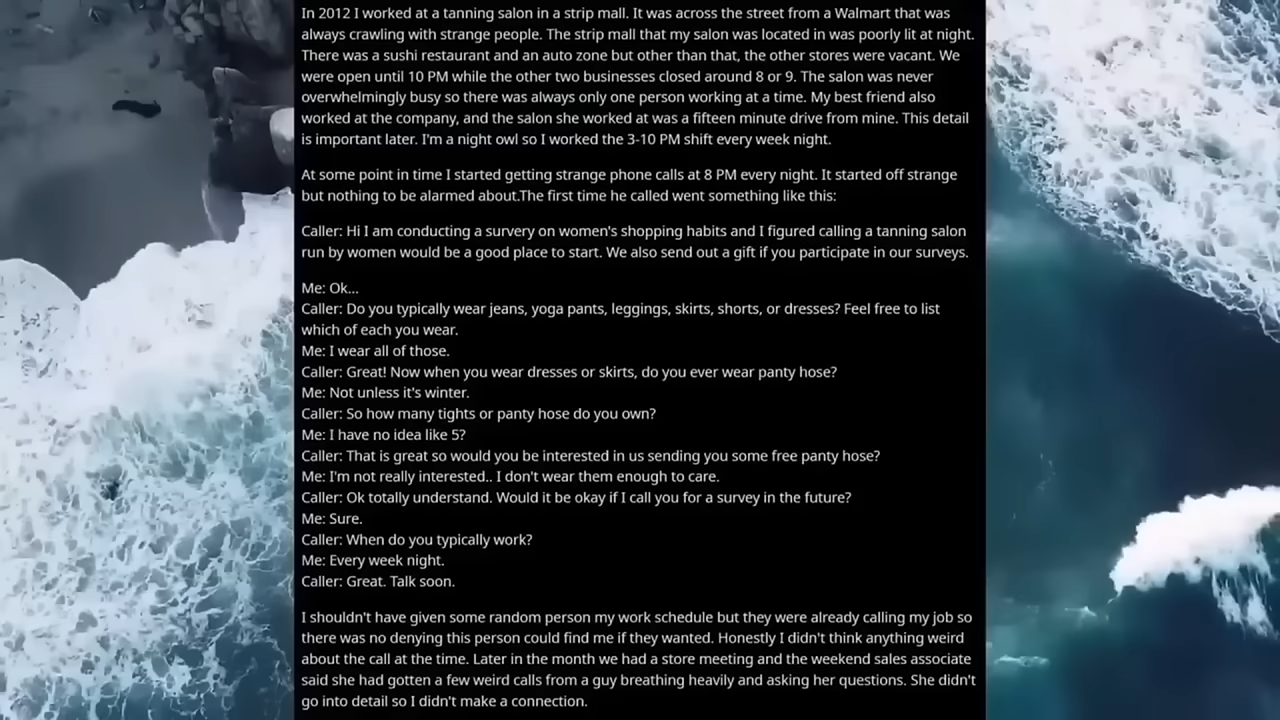 In 2012 I worked at a tanning salon in a strip mall. It was across the street from a Walmart that was
always crawling with strange people. The strip mall that my salon was located in was poorly lit at night.
There was a sushi restaurant and an auto zone but other than that, the other stores were vacant. We
were open until 10 PM while the other two businesses closed around 8 or 9. The salon was never
overwhelmingly busy so there was always only one person working at a time. My best friend also
worked at the company, and the salon she worked at was a fifteen minute drive from mine. This detail
is important later. I'm a night owl so I worked the 3-10 PM shift every week night.
At some point in time I started getting strange phone calls at 8 PM every night. It started off strange
but nothing to be alarmed about.The first time he called went something like this:
Caller: Hi I am conducting a survery on women's shopping habits and I figured calling a tanning salon
run by women would be a good place to start. We also send out a gift if you participate in our surveys.
Me: Ok...
Caller: Do you typically wear jeans, yoga pants, leggings, skirts, shorts, or dresses? Feel free to list
which of each you wear.
Me: I wear all of those.
Caller: Great! Now when you wear dresses or skirts, do you ever wear panty hose?
Me: Not unless it's winter.
Caller: So how many tights or panty hose do you own?
Me: I have no idea like 5?
Caller: That is great so would you be interested in us sending you some free panty hose?
Me: I'm not really interested.. I don't wear them enough to care.
Caller: Ok totally understand. Would it be okay if I call you for a survey in the future?
Me: Sure.
Caller: When do you typically work?
Me: Every week night.
Caller: Great. Talk soon.
I shouldn't have given some random person my work schedule but they were already calling my job so
there was no denying this person could find me if they wanted. Honestly I didn't think anything weird
about the call at the time. Later in the month we had a store meeting and the weekend sales associate
said she had gotten a few weird calls from a guy breathing heavily and asking her questions. She didn't
go into detail so I didn't make a connection.